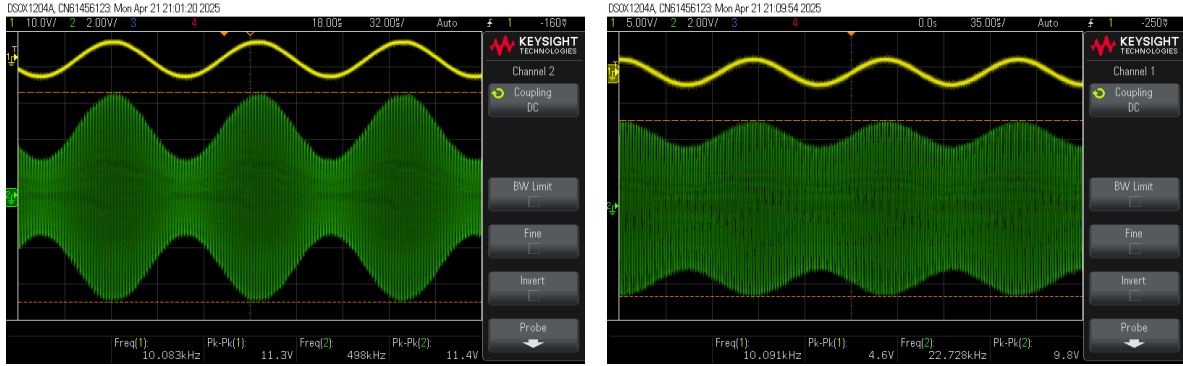 DSOX1204A, CN61456123: Mon Apr 21 21:01:20 2025
1 10.0V/ 2 2.00V/ 3 4 18.00s 32.00s/ Auto 1 -160V
KEYSIGHT
TECHNOLOGIES
Channel 2
Coupling
DC
BW Limit
Fine
Invert
Probe
Freq(1): Pk-Pk(1): Freq(2): Pk-Pk(2):
10.083kHz 11.3V 498kHz 11.4V
DSOX1204A, CN61456123: Mon Apr 21 21:09:54 2025
1 5.00V/ 2 2.00V/ 3 4 0.0s 35.00s/ Auto 1 -250V
KEYSIGHT
TECHNOLOGIES
Channel 1
Coupling
DC
BW Limit
Fine
Invert
Probe
Freq(1): Pk-Pk(1): Freq(2): Pk-Pk(2):
10.091kHz 4.6V 22.728kHz 9.8V